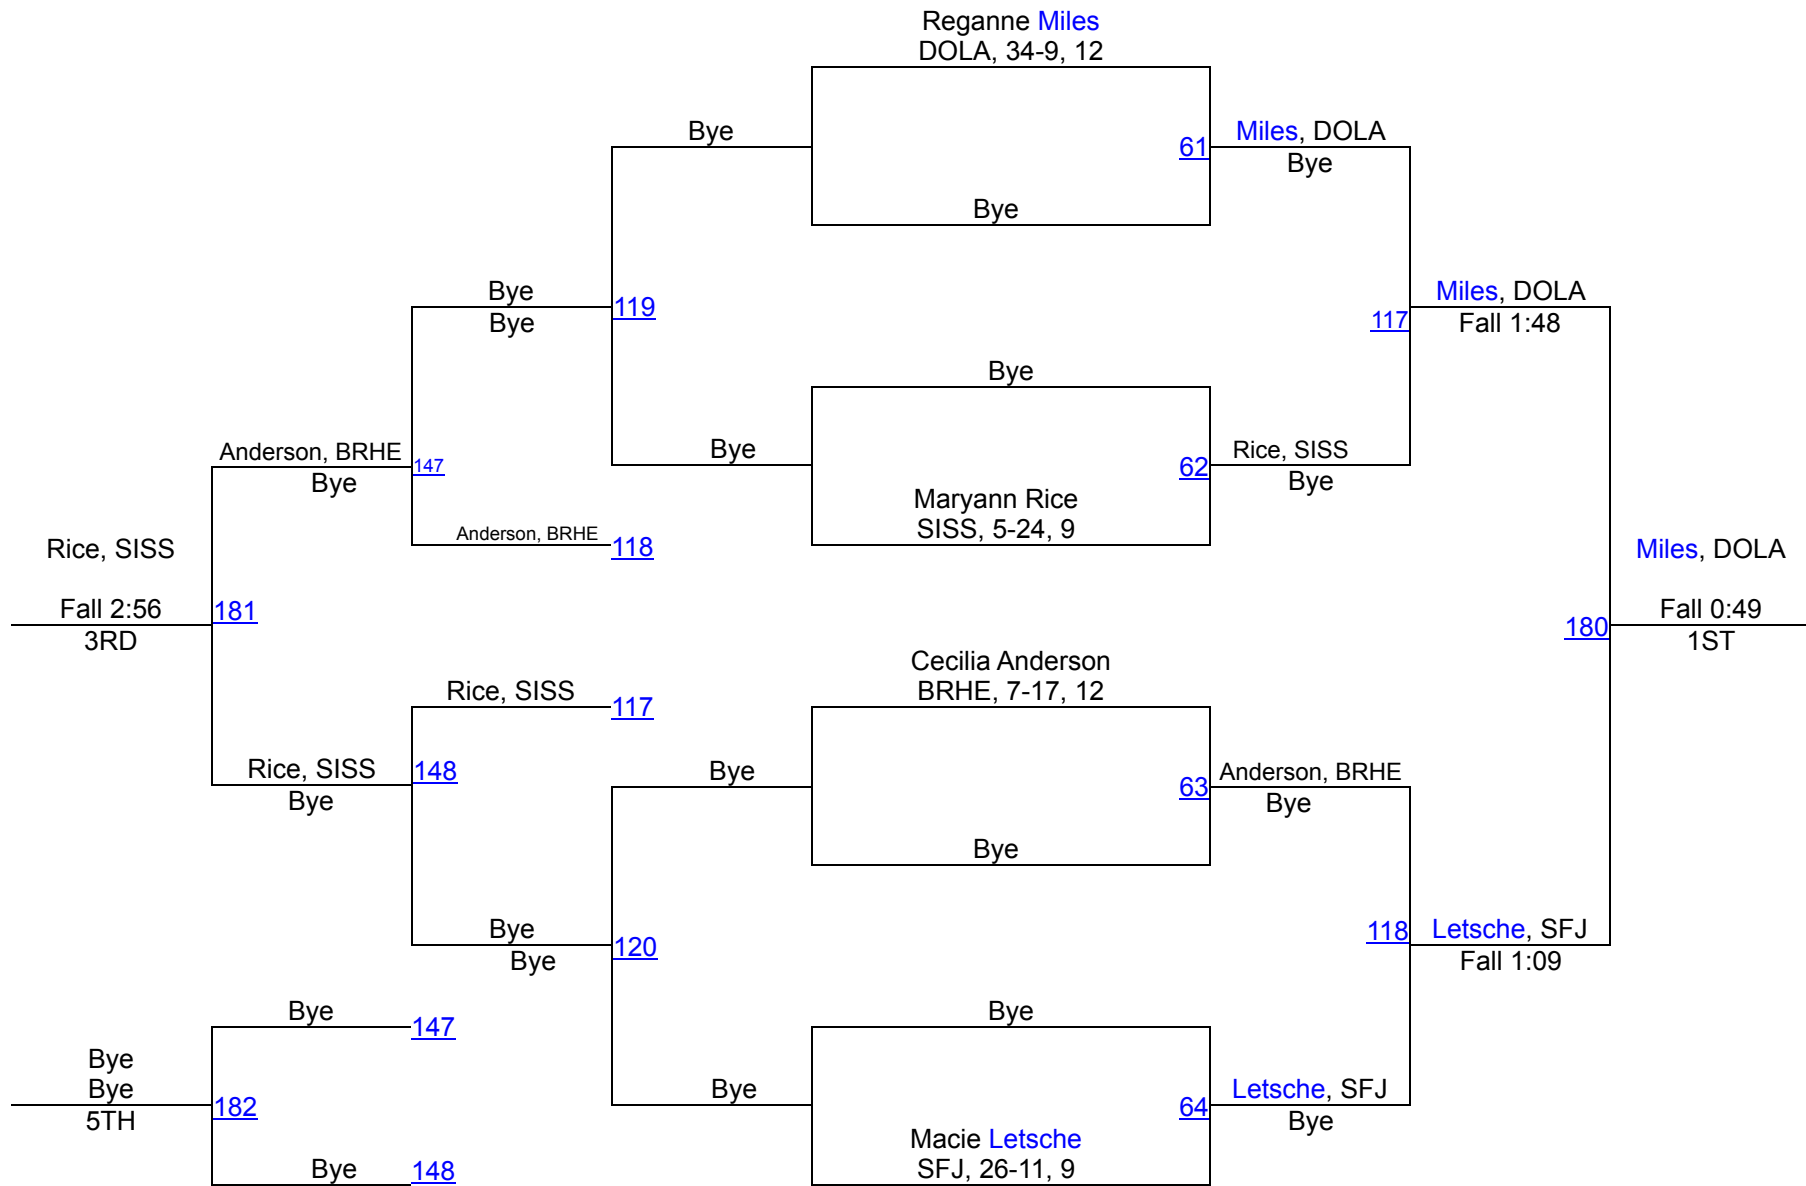 Reganne Miles
DOLA, 34-9, 12
Bye
61
Miles, DOLA
Bye
Bye
Bye
Bye
119
117
Miles, DOLA
Fall 1:48
Bye
Anderson, BRHE
Bye
147
Bye
62
Rice, SISS
Bye
Maryann Rice
SISS, 5-24, 9
Anderson, BRHE
118
Rice, SISS
Fall 2:56
3RD
181
Miles, DOLA
Fall 0:49
1ST
180
Cecilia Anderson
BRHE, 7-17, 12
Rice, SISS
117
Rice, SISS
Bye
148
Bye
63
Anderson, BRHE
Bye
Bye
Bye
Bye
120
118
Letsche, SFJ
Fall 1:09
Bye
147
Bye
Bye
Bye
5TH
182
Bye
64
Letsche, SFJ
Bye
Macie Letsche
SFJ, 26-11, 9
Bye
148